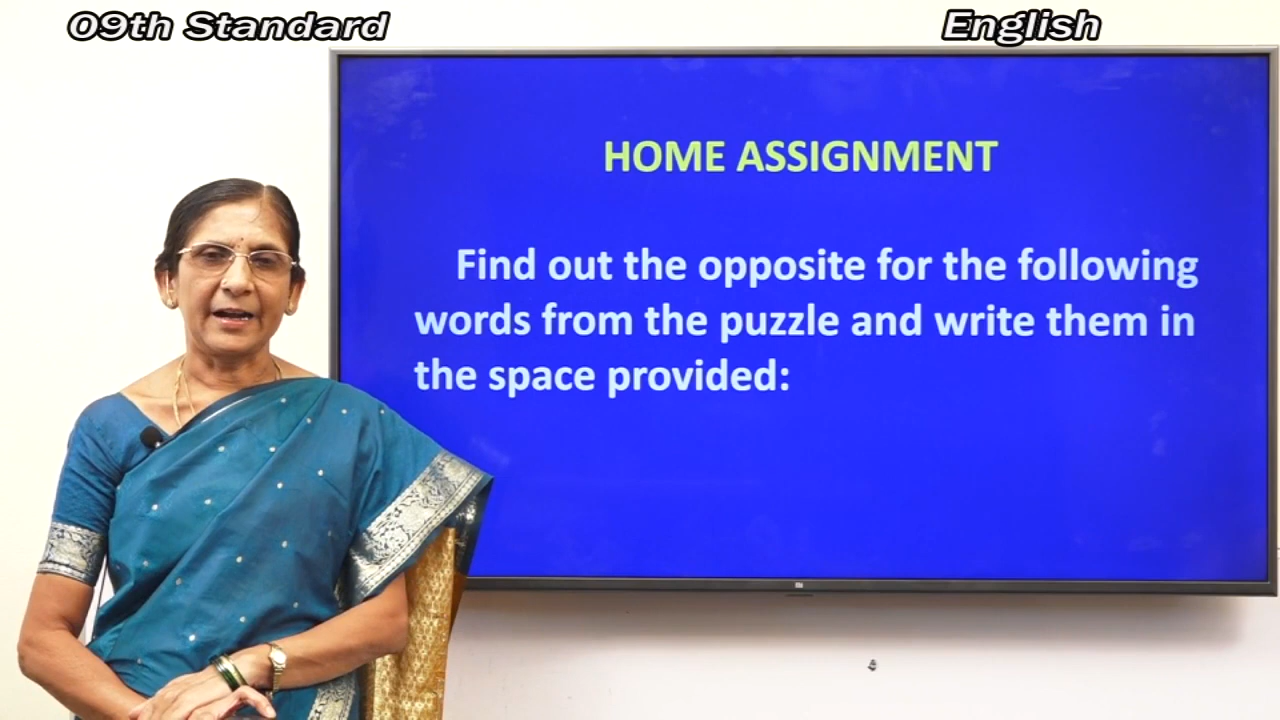 09th Standard
English
HOME ASSIGNMENT
Find out the opposite for the following
words from the puzzle and write them in
the space provided: